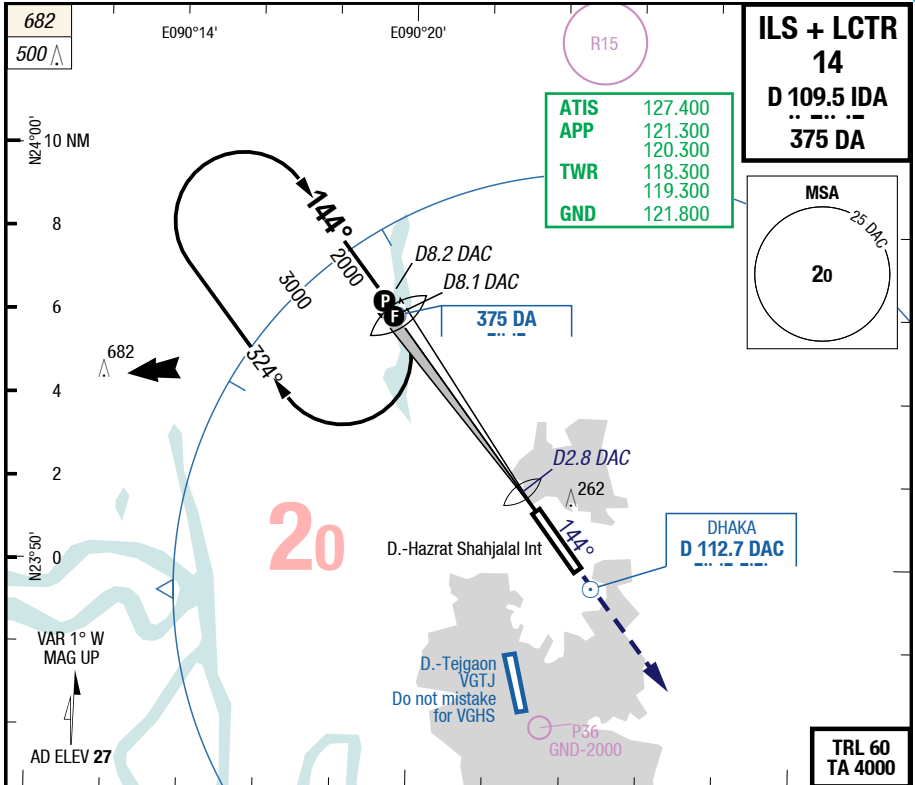 682
500
E090°14'
E090°20'
R15
ILS + LCTR
14
D 109.5 IDA
375 DA
ATIS 127.400
APP 121.300
120.300
TWR 118.300
119.300
GND 121.800
MSA
25 DAC
20
N24°00'
10 NM
8
6
4
2
0
N23°50'
144°
2000
3000
324°
D8.2 DAC
D8.1 DAC
P
F
375 DA
682
D2.8 DAC
262
144°
20
D.-Hazrat Shahjalal Int
DHAKA
D 112.7 DAC
VAR 1° W
MAG UP
AD ELEV 27
D.-Tejgaon
VGTJ
Do not mistake
for VGHS
P36
GND-2000
TRL 60
TA 4000